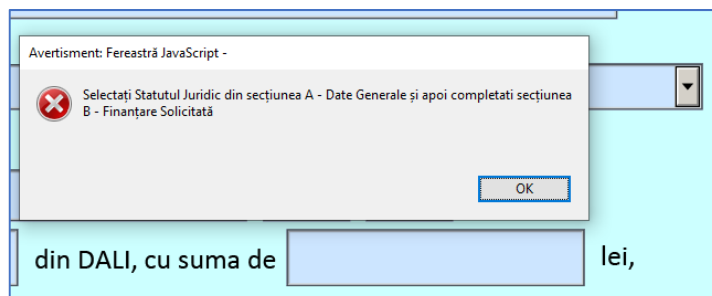 Avertisment: Fereastră JavaScript -
Selectați Statutul Juridic din secțiunea A - Date Generale și apoi completati secțiunea
B - Finanțare Solicitată
OK
din DALI, cu suma de
lei,